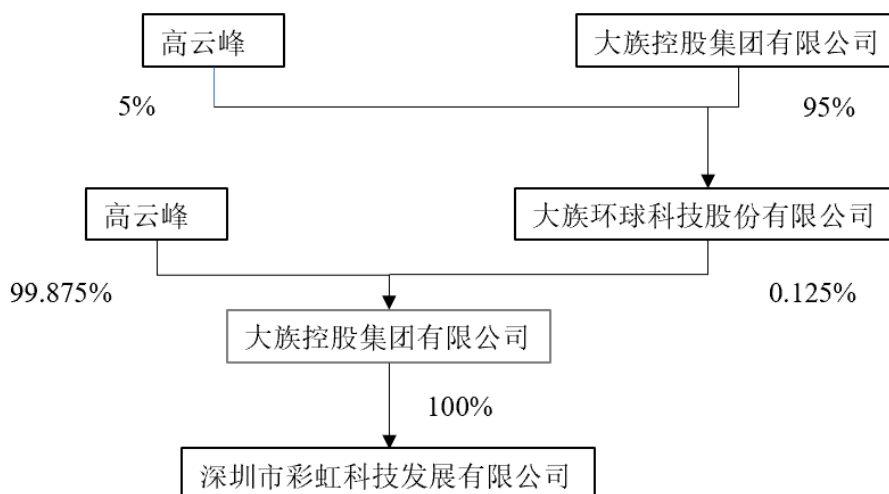 高云峰
大族控股集团有限公司
5%
95%
高云峰
大族环球科技股份有限公司
99.875%
0.125%
大族控股集团有限公司
100%
深圳市彩虹科技发展有限公司